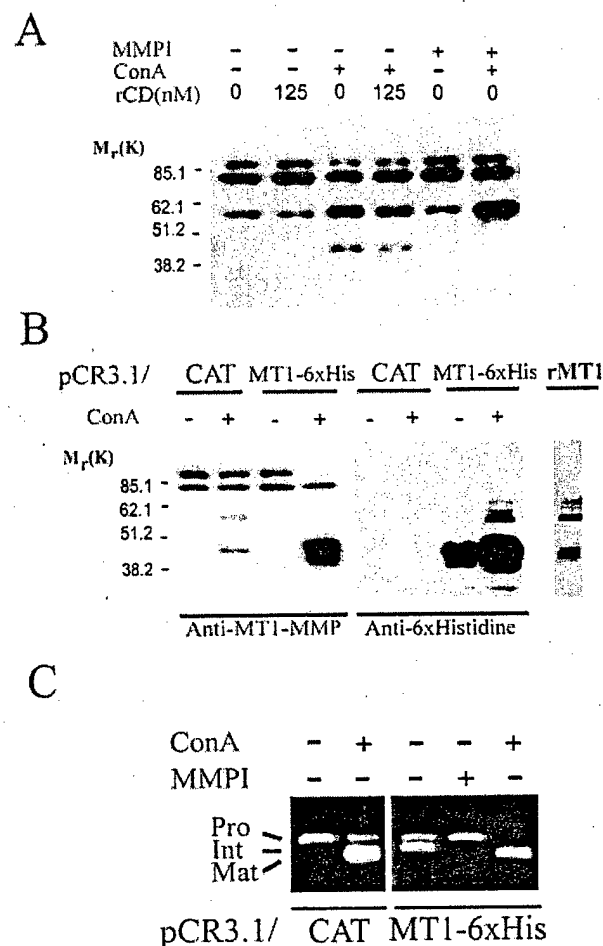 A
MMPI - - - - + +
ConA - - + + - +
rCD(nM) 0 125 0 125 0 0
Mr(K)
85.1 -
62.1 -
51.2 -
38.2 -
B
pCR3.1/ CAT MT1-6xHis CAT MT1-6xHis rMT1
ConA - + - + - + - +
Mr(K)
85.1 -
62.1 -
51.2 -
38.2 -
Anti-MT1-MMP Anti-6xHistidine
C
ConA - + - - +
MMPI - - - + -
Pro
Int
Mat
pCR3.1/ CAT MT1-6xHis